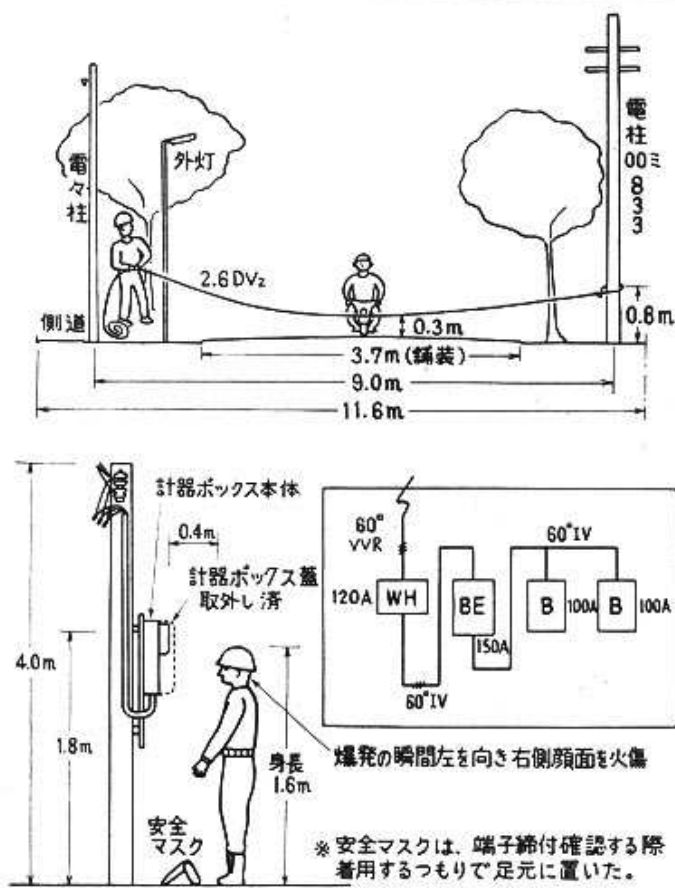 電々柱
外灯
電柱00ミ833
2.6DV2
側道
0.3m
0.8m
3.7m(舗装)
9.0m
11.6m
計器ボックス本体
0.4m
計器ボックス蓋
取外し済
4.0m
1.8m
身長
1.6m
安全
マスク
60°
VVR
120A
WH
60°IV
BE
150A
60°IV
B
100A
B
100A
爆発の瞬間左を向き右側顔面を火傷
※安全マスクは、端子締付確認する際
着用するつもりで足元に置いた。